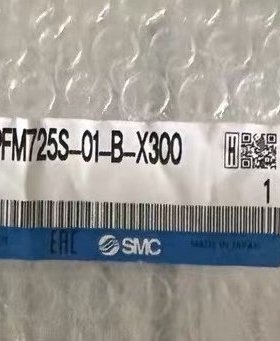 PFM725S-01-B-X300
H
1
EAC SMC MADE IN JAPAN